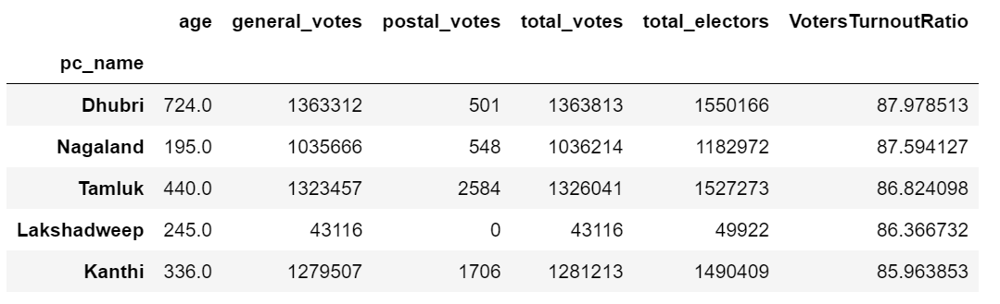 age general_votes postal_votes total_votes total_electors VotersTurnoutRatio
pc_name
Dhubri 724.0 1363312 501 1363813 1550166 87.978513
Nagaland 195.0 1035666 548 1036214 1182972 87.594127
Tamluk 440.0 1323457 2584 1326041 1527273 86.824098
Lakshadweep 245.0 43116 0 43116 49922 86.366732
Kanthi 336.0 1279507 1706 1281213 1490409 85.963853